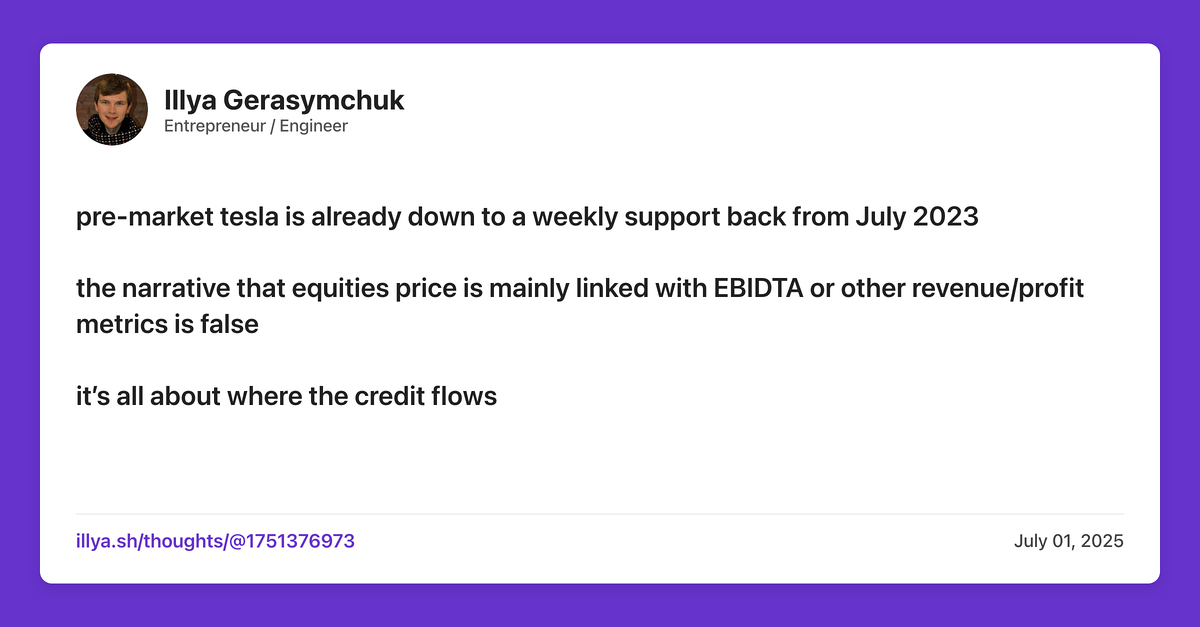 Illya Gerasymchuk
Entrepreneur / Engineer
pre-market tesla is already down to a weekly support back from July 2023
the narrative that equities price is mainly linked with EBIDTA or other revenue/profit
metrics is false
it’s all about where the credit flows
illya.sh/thoughts/@1751376973
July 01, 2025